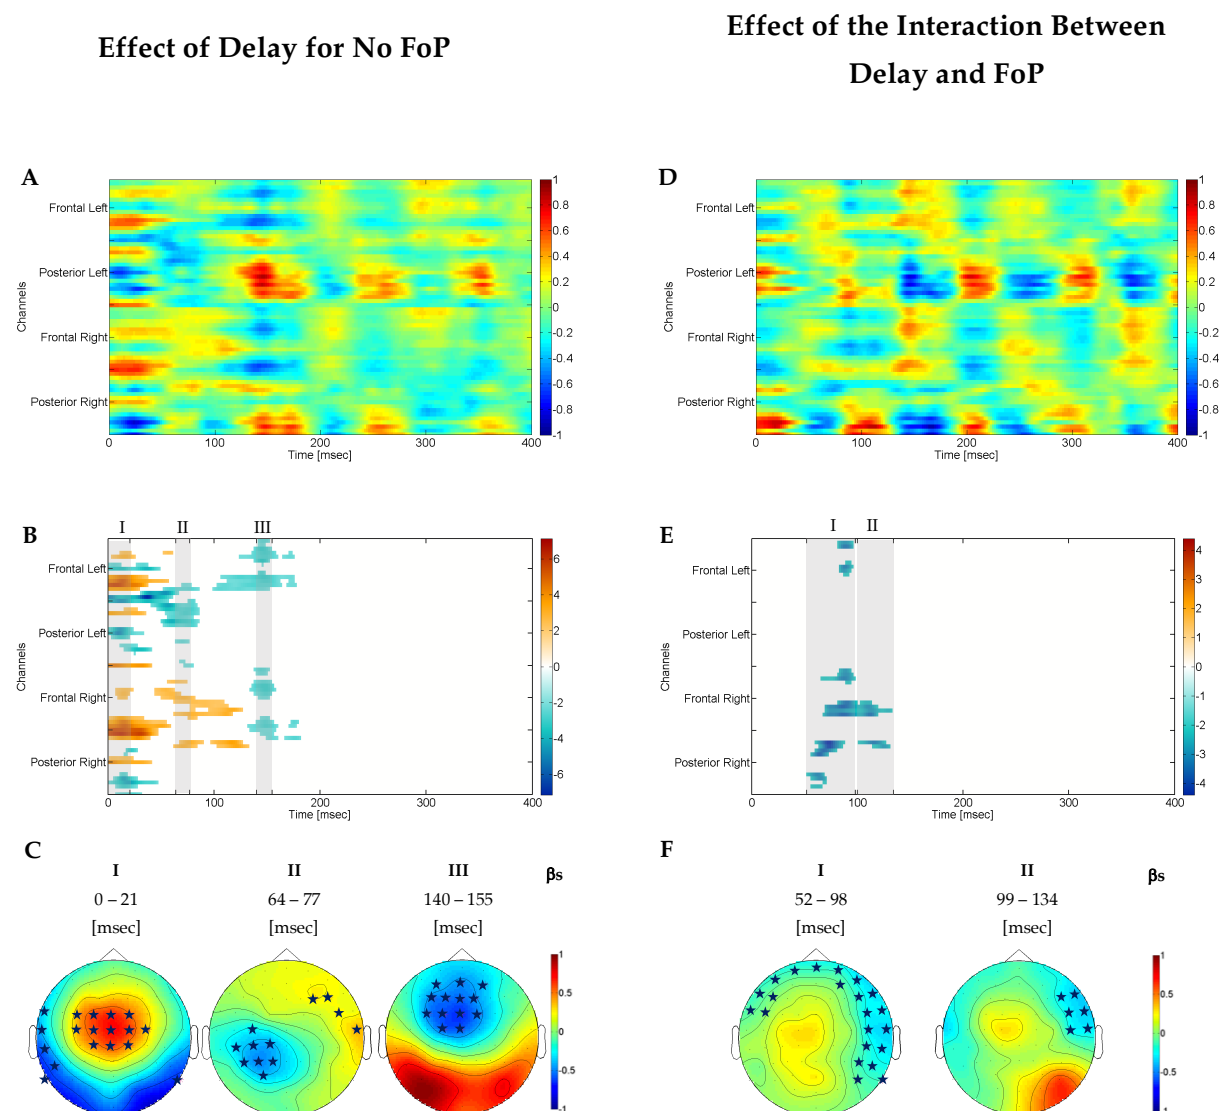 Effect of Delay for No FoP
Effect of the Interaction Between
Delay and FoP
A
Frontal Left
Posterior Left
Frontal Right
Posterior Right
Channels
0
100
200
300
400
Time [msec]
1
0.8
0.6
0.4
0.2
0
-0.2
-0.4
-0.6
-0.8
-1
D
Frontal Left
Posterior Left
Frontal Right
Posterior Right
Channels
0
100
200
300
400
Time [msec]
1
0.8
0.6
0.4
0.2
0
-0.2
-0.4
-0.6
-0.8
-1
B
I
II
III
Frontal Left
Posterior Left
Frontal Right
Posterior Right
Channels
0
100
200
300
400
Time [msec]
6
4
2
0
-2
-4
-6
E
I
II
Frontal Left
Posterior Left
Frontal Right
Posterior Right
Channels
0
100
200
300
400
Time [msec]
4
3
2
1
0
-1
-2
-3
-4
C
I
II
III
βs
0 – 21
64 – 77
140 – 155
[msec]
[msec]
[msec]
1
0.5
0
-0.5
-1
F
I
II
βs
52 – 98
99 – 134
[msec]
[msec]
1
0.5
0
-0.5
-1